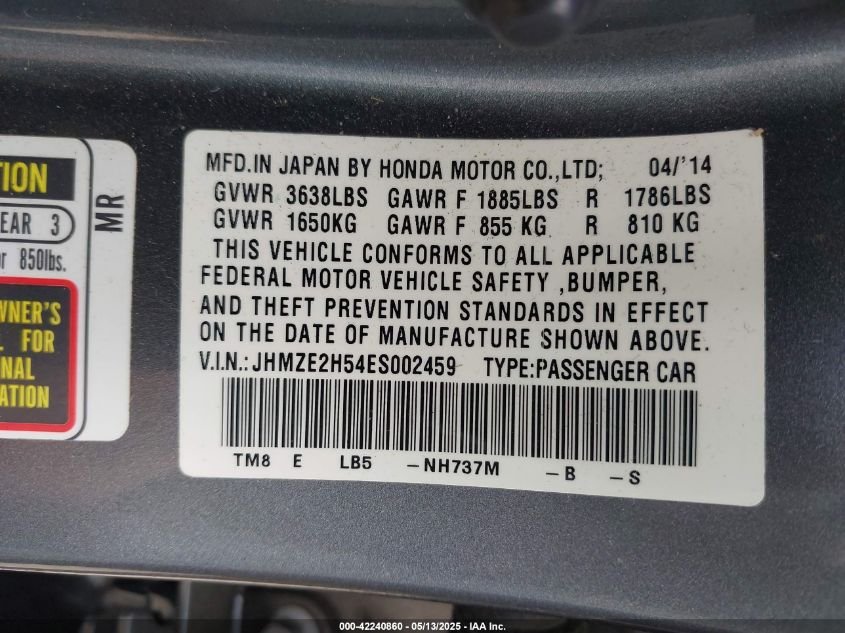 TION
EAR 3
850lbs.
WNER'S
FOR
MR
MFD.IN JAPAN BY HONDA MOTOR CO.,LTD; 04/'14
GVWR 3638LBS GAWR F 1885LBS R 1786LBS
GVWR 1650KG GAWR F 855 KG R 810 KG
THIS VEHICLE CONFORMS TO ALL APPLICABLE
FEDERAL MOTOR VEHICLE SAFETY ,BUMPER,
AND THEFT PREVENTION STANDARDS IN EFFECT
ON THE DATE OF MANUFACTURE SHOWN ABOVE.
V.I.N.: JHMZE2H54ES002459 TYPE:PASSENGER CAR
TM8 E LB5 -NH737M -B -S
000-42240860 - 05/13/2025 - IAA Inc.